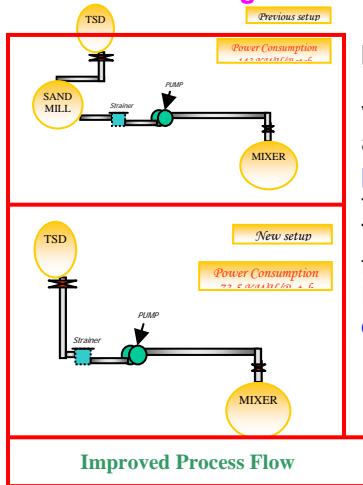 TSD
Previous setup
Power Consumption
SAND
MILL
Strainer
PUMP
MIXER
TSD
New setup
Power Consumption
PUMP
Strainer
MIXER
Improved Process Flow